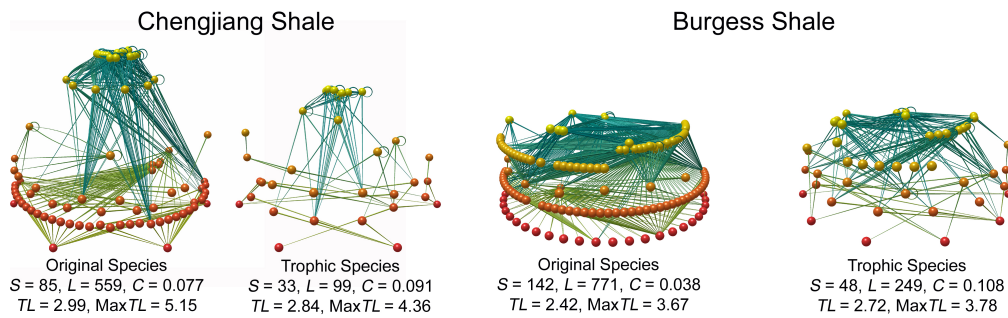 Chengjiang Shale
Burgess Shale
Original Species
S = 85, L = 559, C = 0.077
TL = 2.99, MaxTL = 5.15
Trophic Species
S = 33, L = 99, C = 0.091
TL = 2.84, MaxTL = 4.36
Original Species
S = 142, L = 771, C = 0.038
TL = 2.42, MaxTL = 3.67
Trophic Species
S = 48, L = 249, C = 0.108
TL = 2.72, MaxTL = 3.78